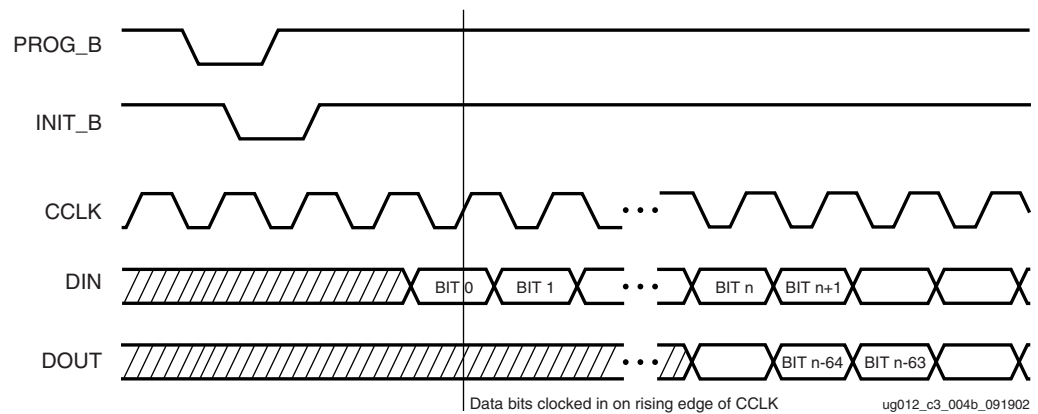 PROG_B
INIT_B
CCLK
DIN
BIT 0
BIT 1
BIT n
BIT n+1
DOUT
BIT n-64
BIT n-63
Data bits clocked in on rising edge of CCLK
ug012_c3_004b_091902